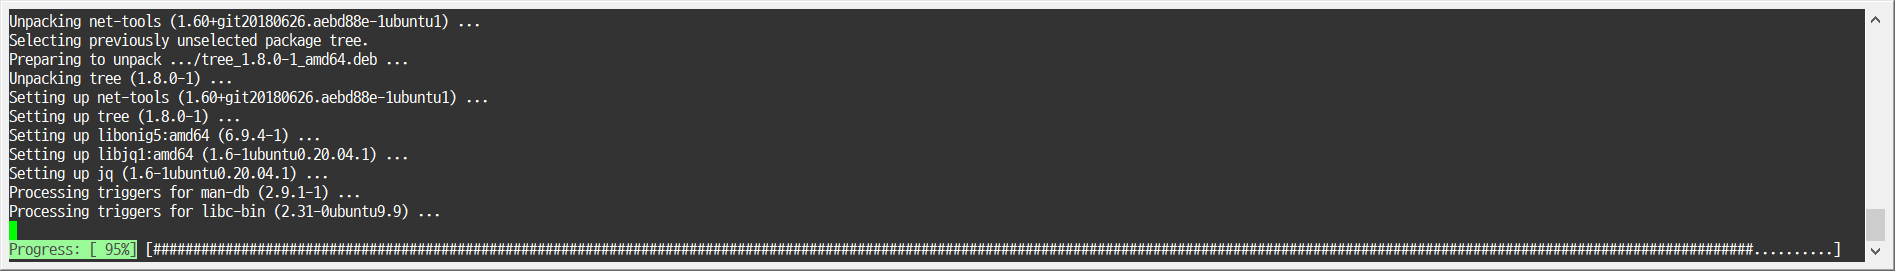 Unpacking net-tools (1.60+git20180626.aebd88e-1ubuntu1) ...
Selecting previously unselected package tree.
Preparing to unpack .../tree_1.8.0-1_amd64.deb ...
Unpacking tree (1.8.0-1) ...
Setting up net-tools (1.60+git20180626.aebd88e-1ubuntu1) ...
Setting up tree (1.8.0-1) ...
Setting up libonig5:amd64 (6.9.4-1) ...
Setting up libjq1:amd64 (1.6-1ubuntu0.20.04.1) ...
Setting up jq (1.6-1ubuntu0.20.04.1) ...
Processing triggers for man-db (2.9.1-1) ...
Processing triggers for libc-bin (2.31-0ubuntu9.9) ...
Progress: [ 95%] [########################################################################################################################################################################################################..........]